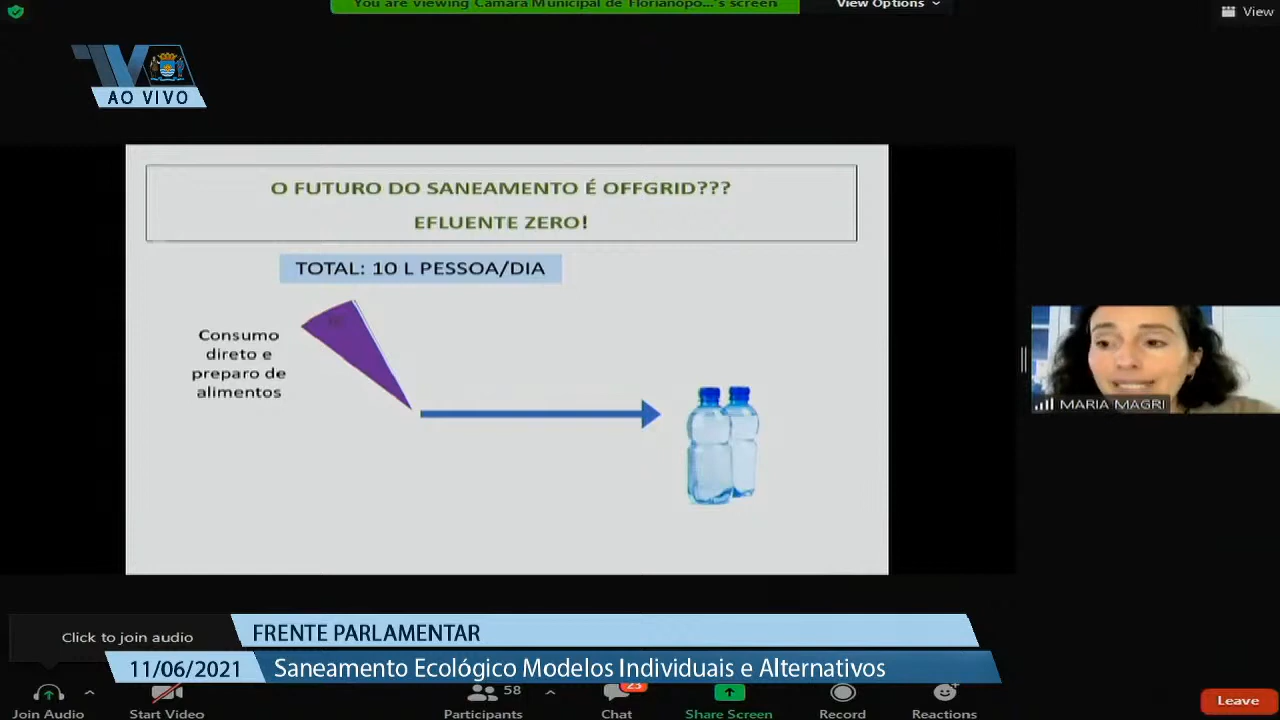 You are viewing Câmara Municipal de Florianópo...'s screen
View Options
View
TV
AO VIVO
O FUTURO DO SANEAMENTO É OFFGRID???
EFLUENTE ZERO!
TOTAL: 10 L PESSOA/DIA
Consumo
direto e
preparo de
alimentos
MARIA MAGRI
Click to join audio
FRENTE PARLAMENTAR
11/06/2021
Saneamento Ecológico Modelos Individuais e Alternativos
58
23
Join Audio
Start Video
Participants
Chat
Share Screen
Record
Reactions
Leave